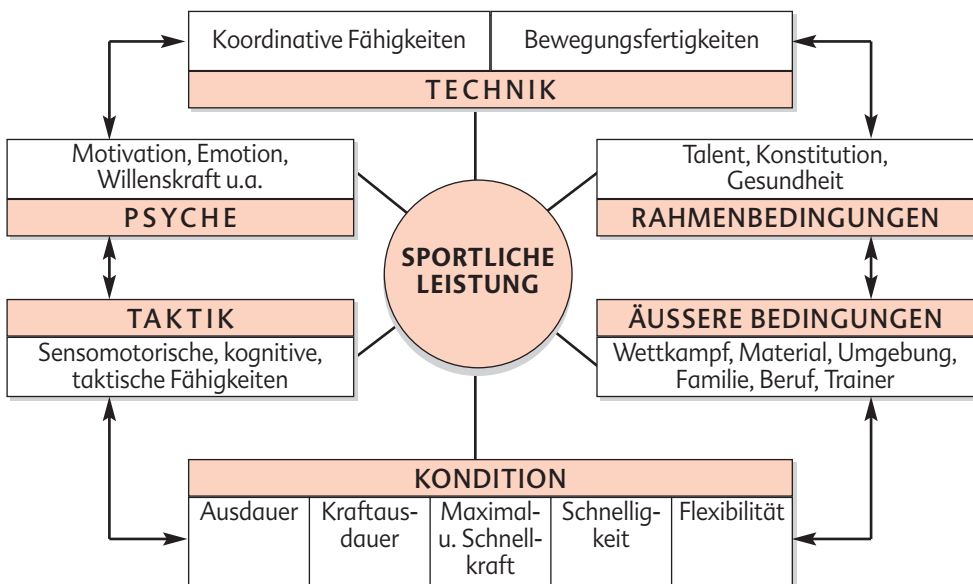 Koordinative Fähigkeiten
Bewegungsfertigkeiten
TECHNIK
Motivation, Emotion,
Willenskraft u.a.
PSYCHE
Talent, Konstitution,
Gesundheit
RAHMENBEDINGUNGEN
SPORTLICHE
LEISTUNG
TAKTIK
Sensomotorische, kognitive,
taktische Fähigkeiten
ÄUSSERE BEDINGUNGEN
Wettkampf, Material, Umgebung,
Familie, Beruf, Trainer
KONDITION
Ausdauer
Kraftaus-
dauer
Maximal-
u. Schnell-
kraft
Schnellig-
keit
Flexibilität